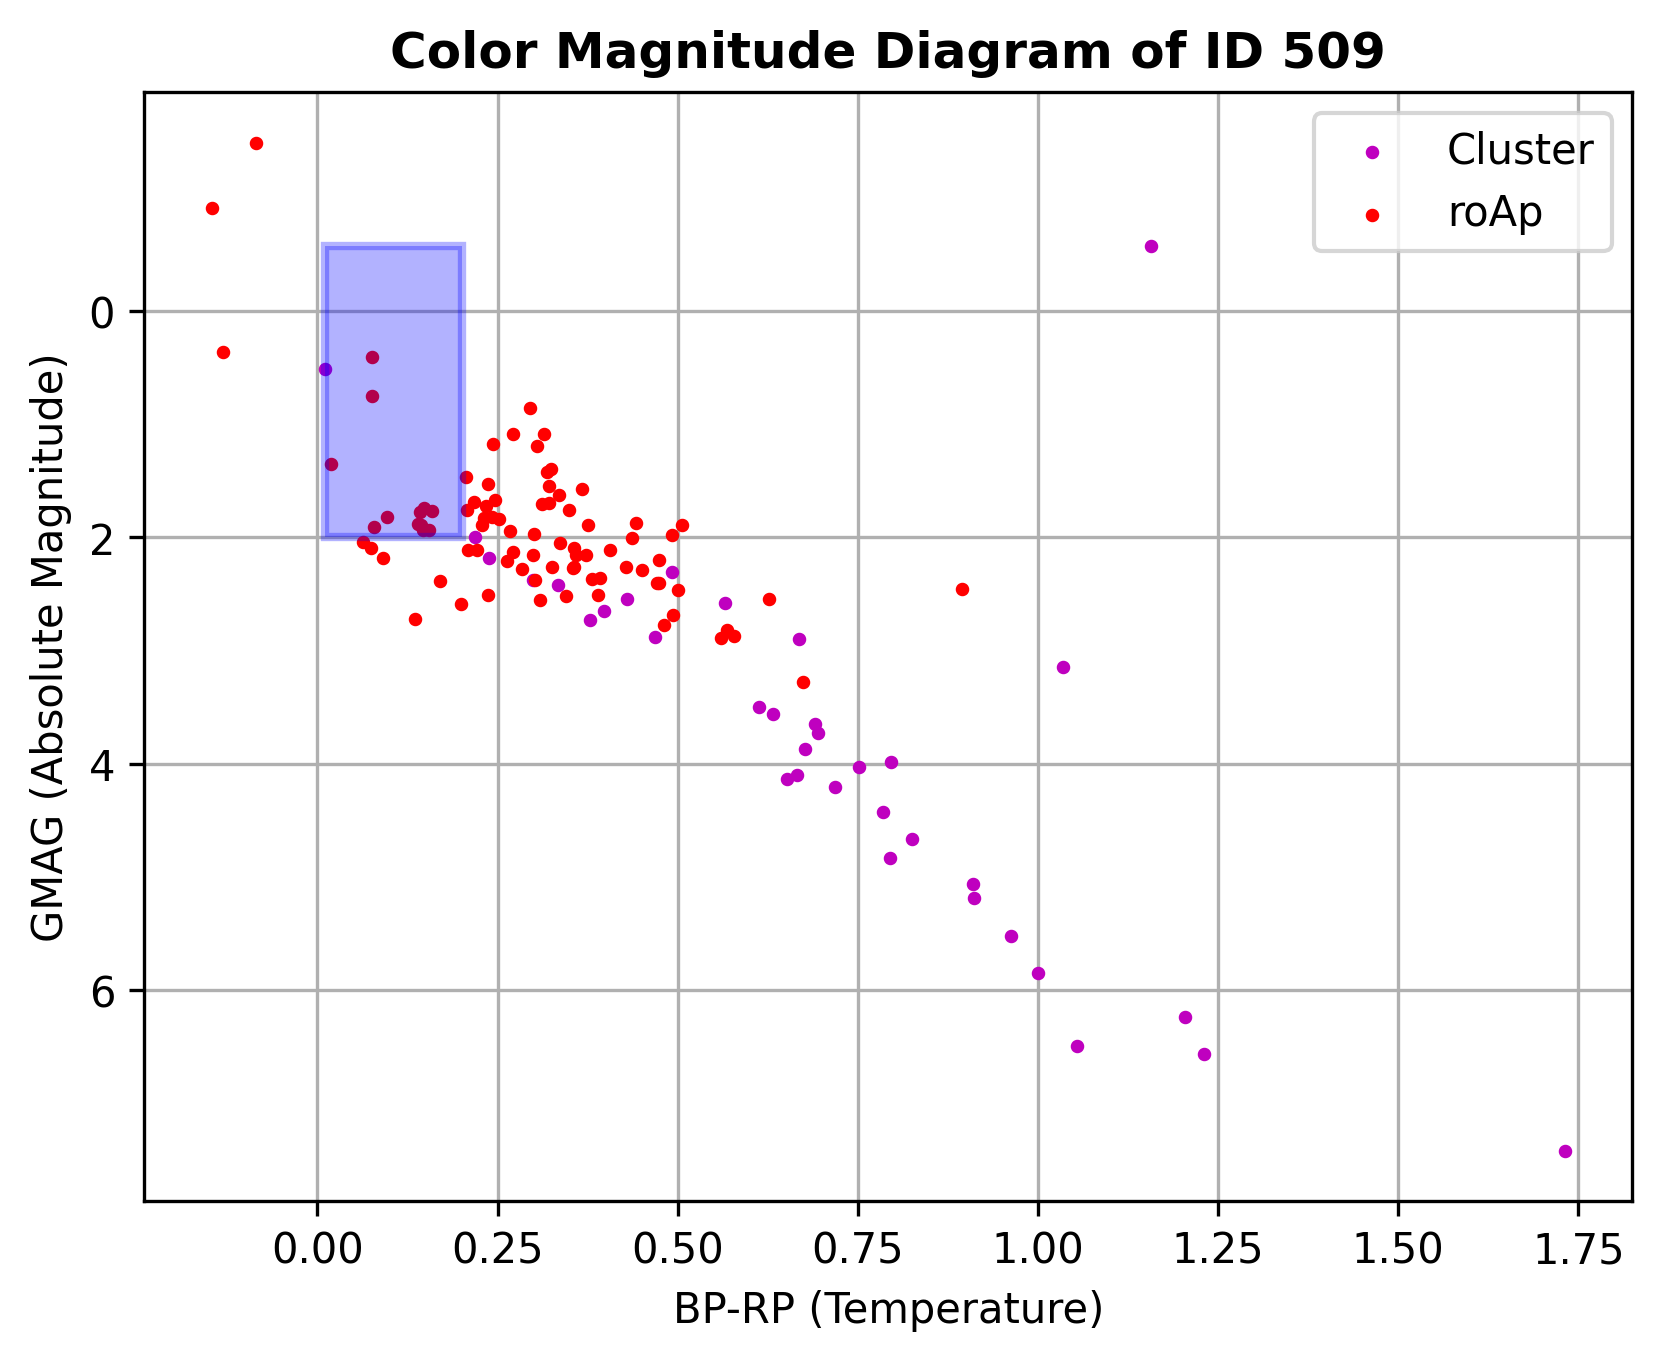 Color Magnitude Diagram of ID 509
Cluster
roAp
GMAG (Absolute Magnitude)
0
2
4
6
0.00 0.25 0.50 0.75 1.00 1.25 1.50 1.75
BP-RP (Temperature)